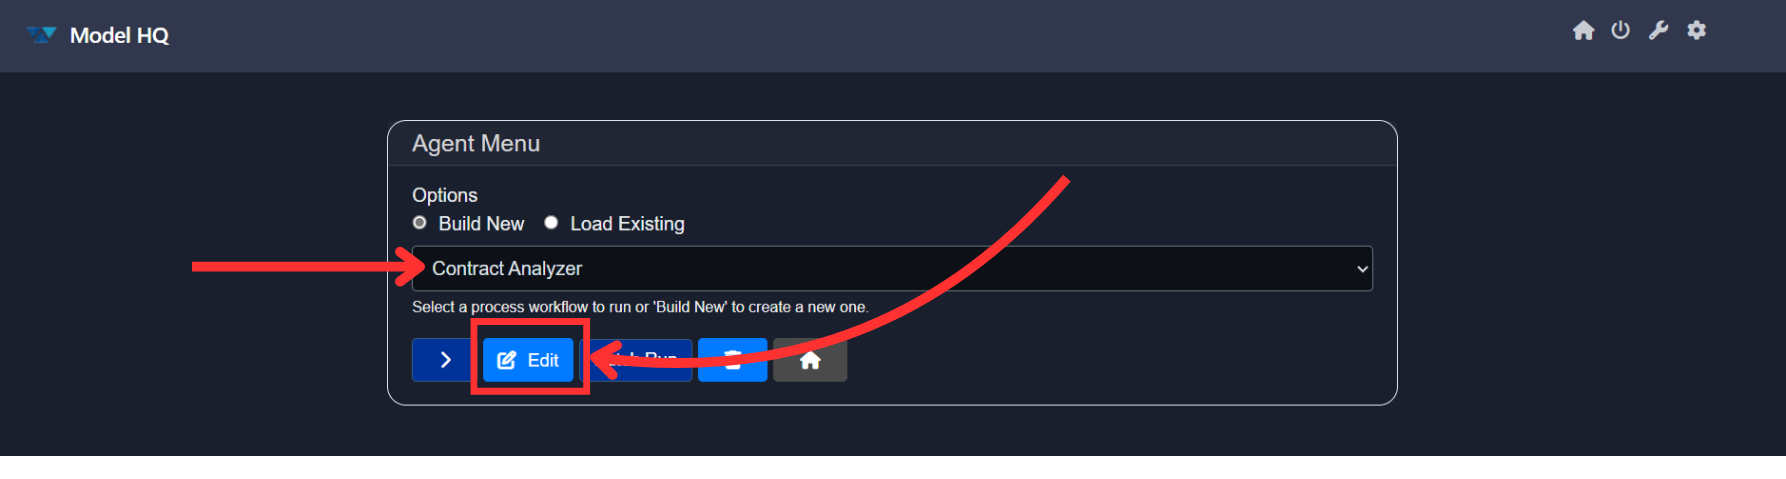 Model HQ
Agent Menu
Options
Build New Load Existing
Contract Analyzer
Select a process workflow to run or 'Build New' to create a new one.
Edit Run